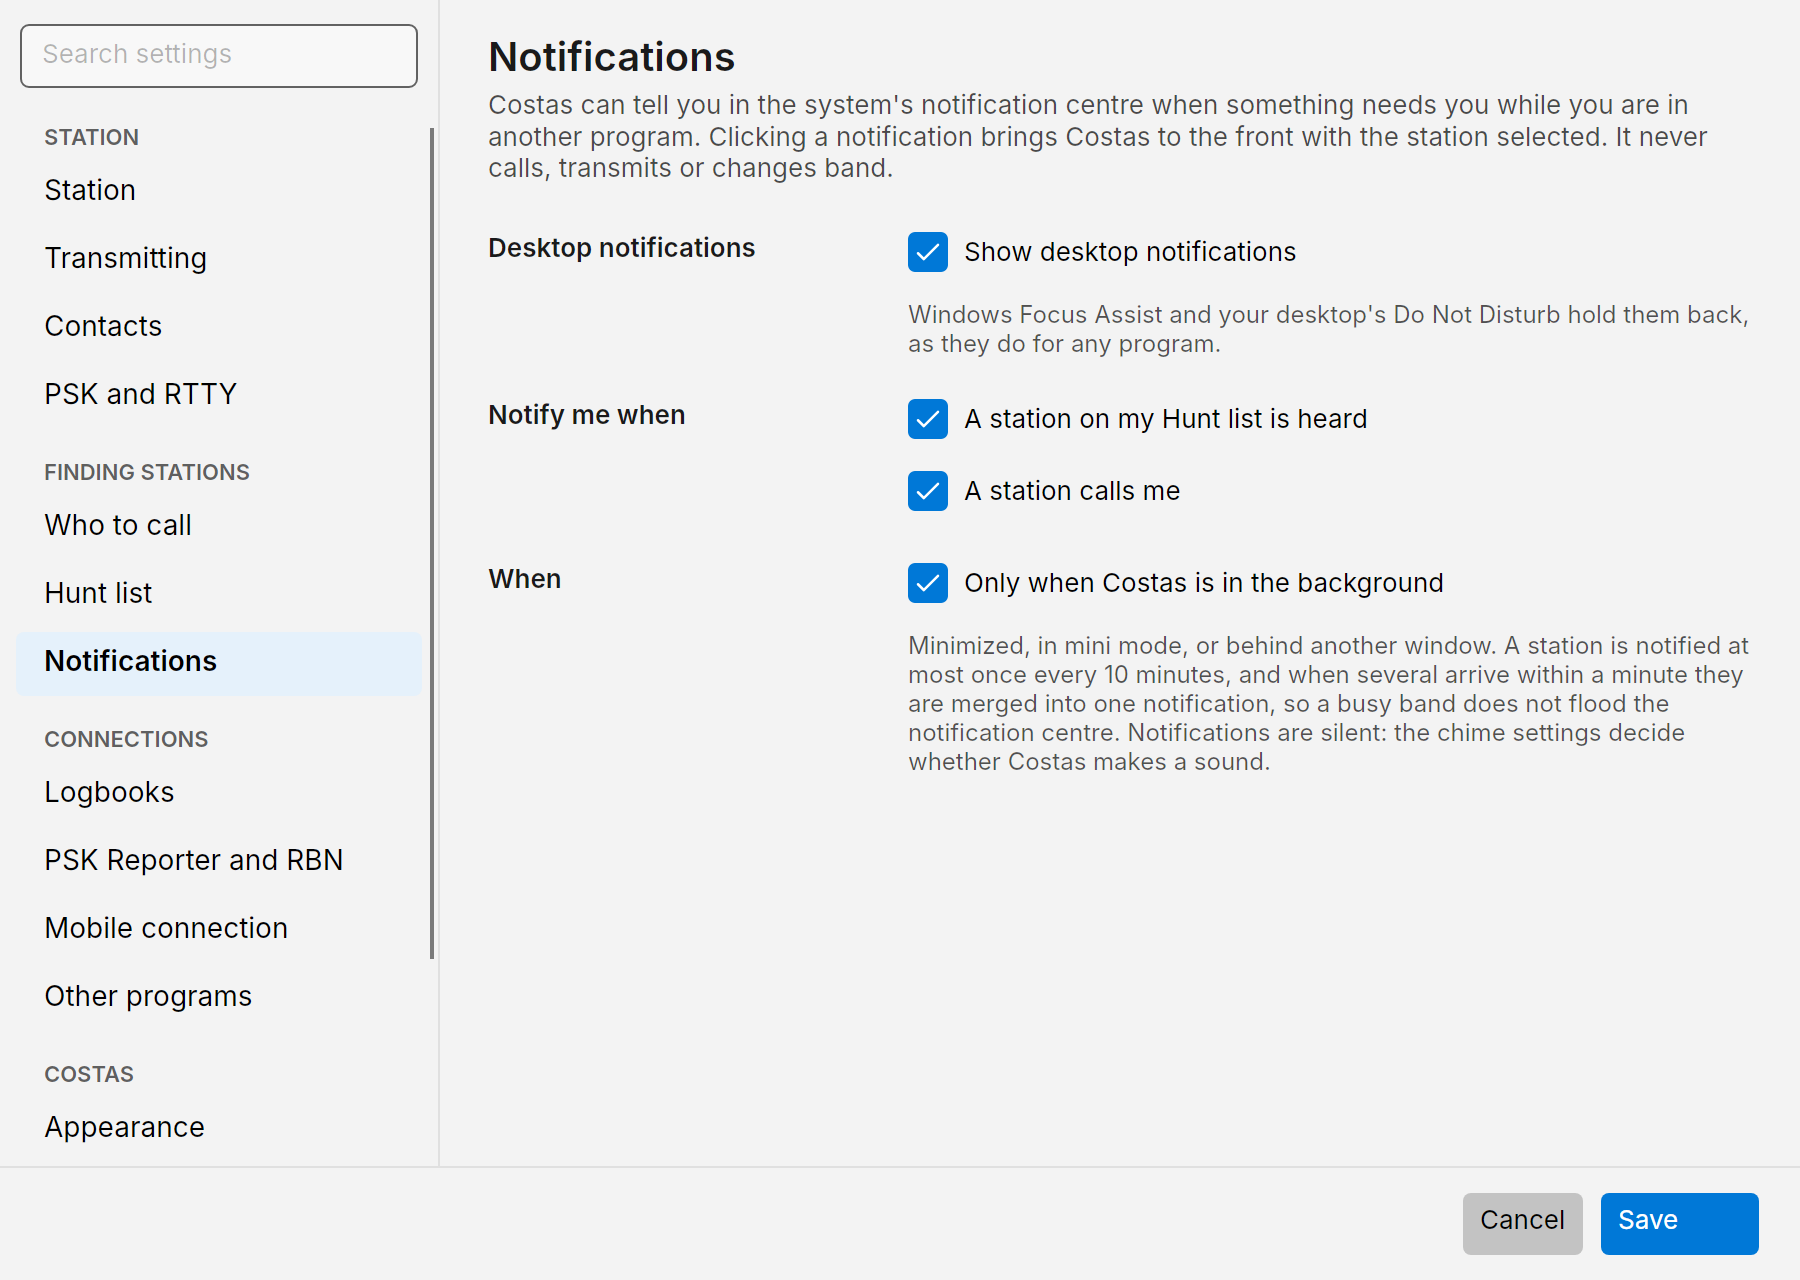 Search settings
STATION
Station
Transmitting
Contacts
PSK and RTTY
FINDING STATIONS
Who to call
Hunt list
Notifications
CONNECTIONS
Logbooks
PSK Reporter and RBN
Mobile connection
Other programs
COSTAS
Appearance
Notifications
Costas can tell you in the system's notification centre when something needs you while you are in
another program. Clicking a notification brings Costas to the front with the station selected. It never
calls, transmits or changes band.
Desktop notifications
Show desktop notifications
Windows Focus Assist and your desktop's Do Not Disturb hold them back,
as they do for any program.
Notify me when
A station on my Hunt list is heard
A station calls me
When
Only when Costas is in the background
Minimized, in mini mode, or behind another window. A station is notified at
most once every 10 minutes, and when several arrive within a minute they
are merged into one notification, so a busy band does not flood the
notification centre. Notifications are silent: the chime settings decide
whether Costas makes a sound.
Cancel
Save